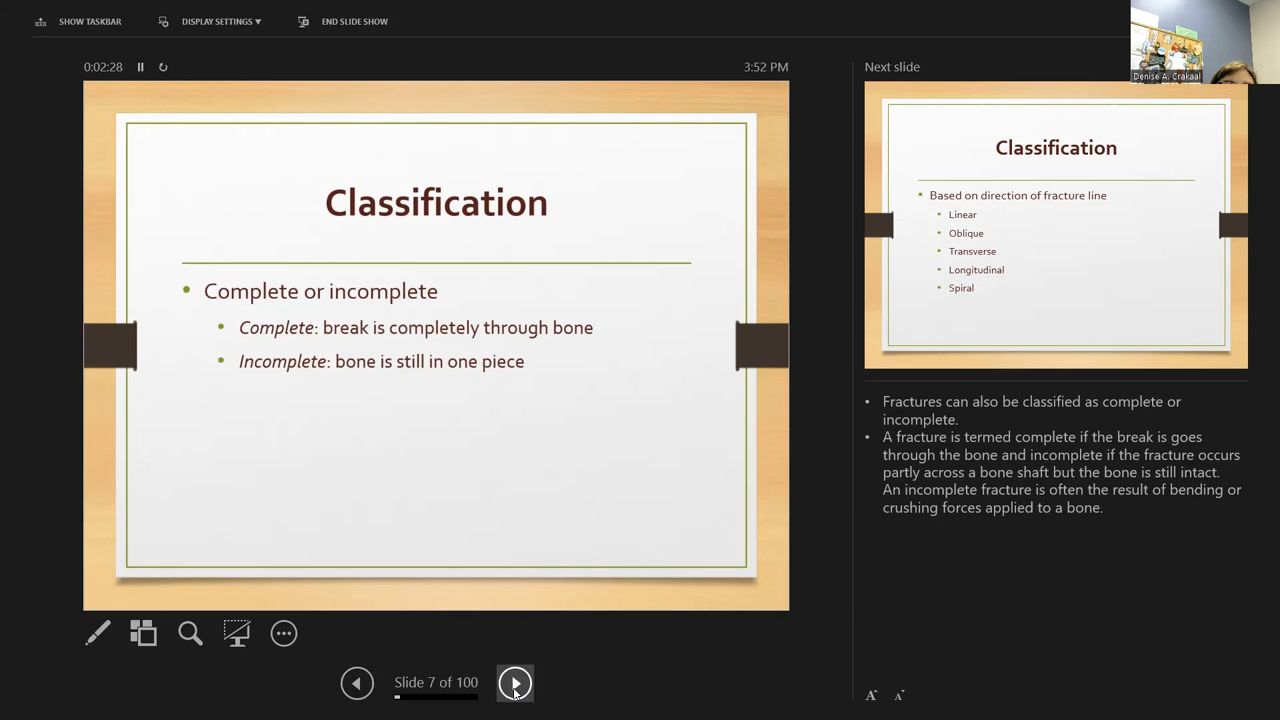 SHOW TASKBAR
DISPLAY SETTINGS
END SLIDE SHOW
Denise A. Crakaal
0:02:28
3:52 PM
Classification
• Complete or incomplete
• Complete: break is completely through bone
• Incomplete: bone is still in one piece
Slide 7 of 100
Next slide
Classification
• Based on direction of fracture line
• Linear
• Oblique
• Transverse
• Longitudinal
• Spiral
• Fractures can also be classified as complete or
incomplete.
• A fracture is termed complete if the break is goes
through the bone and incomplete if the fracture occurs
partly across a bone shaft but the bone is still intact.
An incomplete fracture is often the result of bending or
crushing forces applied to a bone.
A A